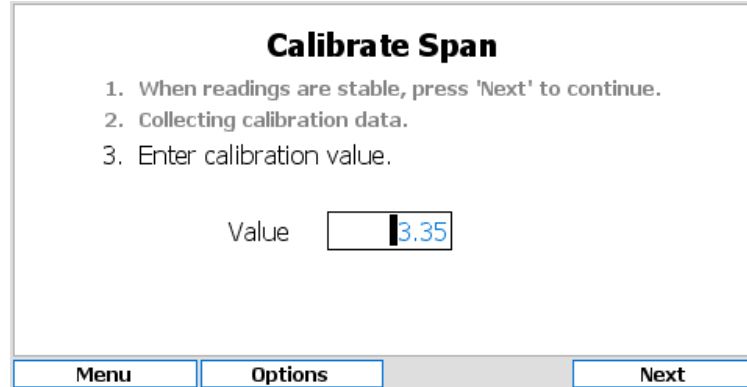 Calibrate Span
1. When readings are stable, press 'Next' to continue.
2. Collecting calibration data.
3. Enter calibration value.
Value 3.35
Menu Options Next